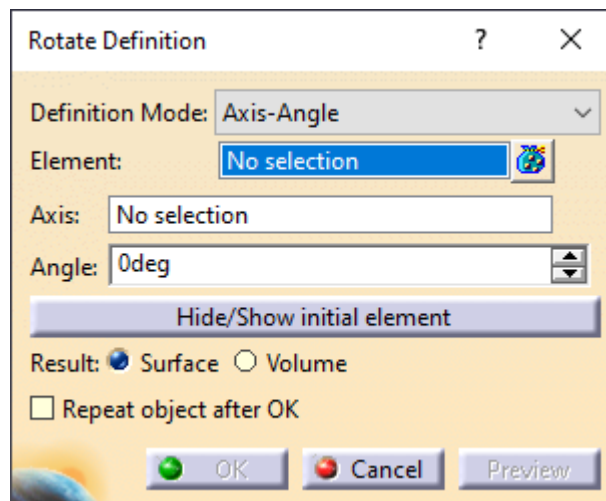 Rotate Definition ?
Definition Mode: Axis-Angle
Element: No selection
Axis: No selection
Angle: 0deg
Hide/Show initial element
Result: Surface Volume
Repeat object after OK
OK Cancel Preview